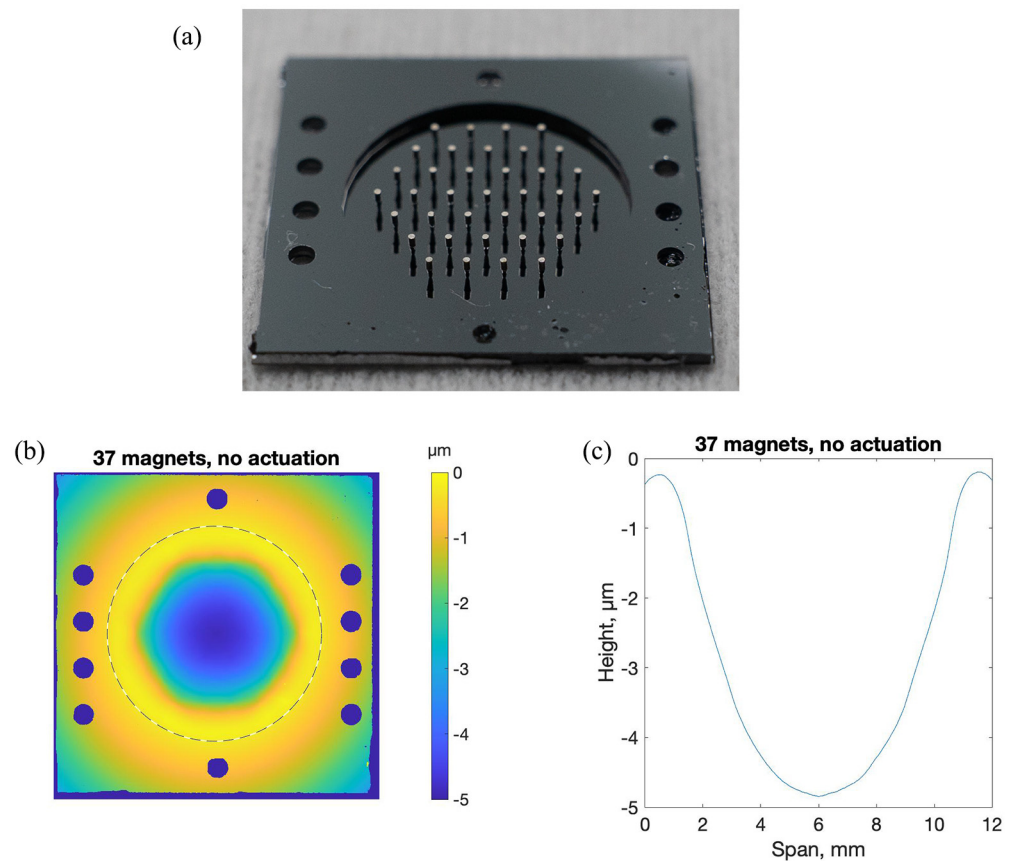 (a)
(b)
37 magnets, no actuation
µm
0
-1
-2
-3
-4
-5
(c)
37 magnets, no actuation
Height, µm
0
-1
-2
-3
-4
-5
0 2 4 6 8 10 12
Span, mm